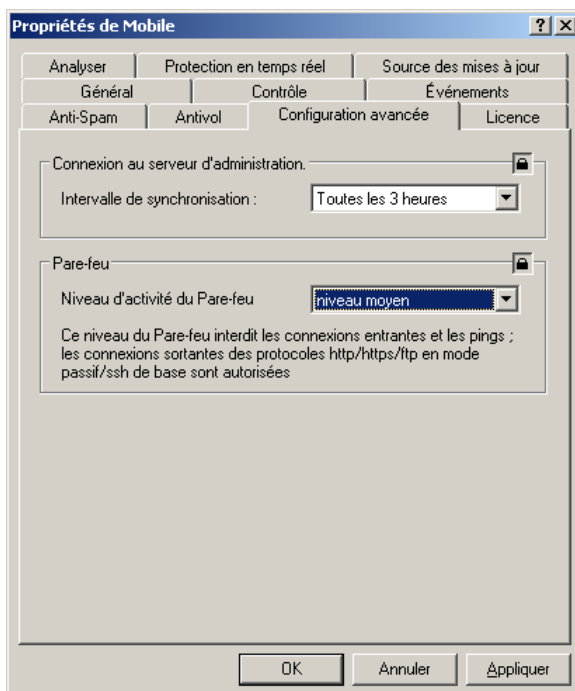 Propriétés de Mobile
Analyser Protection en temps réel Source des mises à jour
Général Contrôle Événements
Anti-Spam Antivol Configuration avancée Licence
Connexion au serveur d'administration.
Intervalle de synchronisation : Toutes les 3 heures
Pare-feu
Niveau d'activité du Pare-feu niveau moyen
Ce niveau du Pare-feu interdit les connexions entrantes et les pings ;
les connexions sortantes des protocoles http/https/ftp en mode
passif/ssh de base sont autorisées
OK Annuler Appliquer